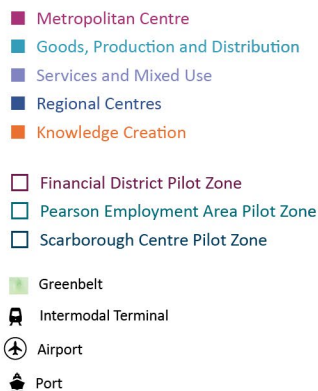 Metropolitan Centre
Goods, Production and Distribution
Services and Mixed Use
Regional Centres
Knowledge Creation
Financial District Pilot Zone
Pearson Employment Area Pilot Zone
Scarborough Centre Pilot Zone
Greenbelt
Intermodal Terminal
Airport
Port